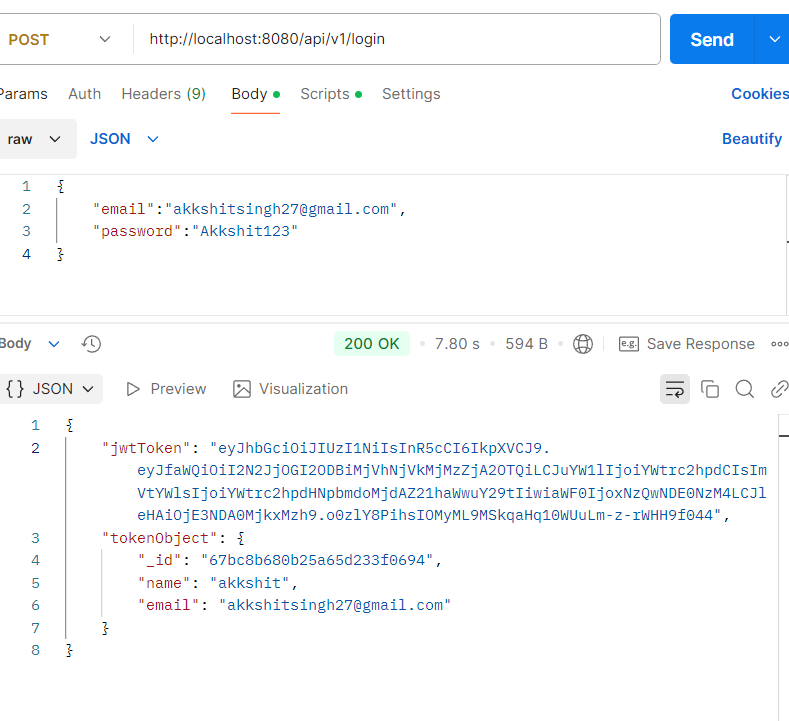 POST http://localhost:8080/api/v1/login Send
Params Auth Headers (9) Body Scripts Settings Cookies
raw JSON Beautify
1 {
2 "email":"akkshitsingh27@gmail.com",
3 "password":"Akkshit123"
4 }
Body 200 OK 7.80 s 594 B e.g. Save Response
{} JSON Preview Visualization
1 {
2 "jwtToken": "eyJhbGciOiJIUzI1NiIsInR5cCI6IkpXVCJ9.
eyJfaWQiOiI2N2JjOGI2ODBiMjVhNjVkMjMzZjA2OTQiLCJuYW1lIjoiYWtrc2hpdCIsIm
VtYWlsIjoiYWtrc2hpdHNpbmdoMjdAZ21haWwuY29tIiwiaWF0IjoxNzQwNDE0NzM4LCJl
eHAiOjE3NDA0MjkxMzh9.o0zlY8PihsIOMyML9MSkqaHq10WUuLm-z-rWHH9f044",
3 "tokenObject": {
4 "_id": "67bc8b680b25a65d233f0694",
5 "name": "akkshit",
6 "email": "akkshitsingh27@gmail.com"
7 }
8 }